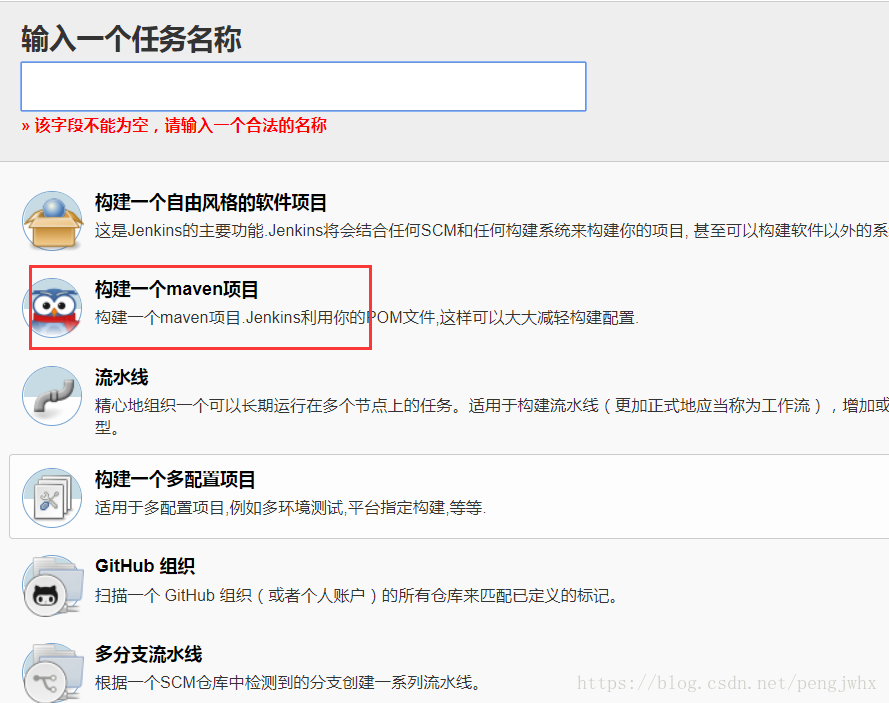 输入一个任务名称
» 该字段不能为空，请输入一个合法的名称
构建一个自由风格的软件项目
这是Jenkins的主要功能.Jenkins将会结合任何SCM和任何构建系统来构建你的项目, 甚至可以构建软件以外的系
构建一个maven项目
构建一个maven项目.Jenkins利用你的POM文件,这样可以大大减轻构建配置.
流水线
精心地组织一个可以长期运行在多个节点上的任务。适用于构建流水线（更加正式地应当称为工作流），增加或
型。
构建一个多配置项目
适用于多配置项目,例如多环境测试,平台指定构建,等等.
GitHub 组织
扫描一个 GitHub 组织（或者个人账户）的所有仓库来匹配已定义的标记。
多分支流水线
根据一个SCM仓库中检测到的分支创建一系列流水线。
https://blog.csdn.net/pengjwhx